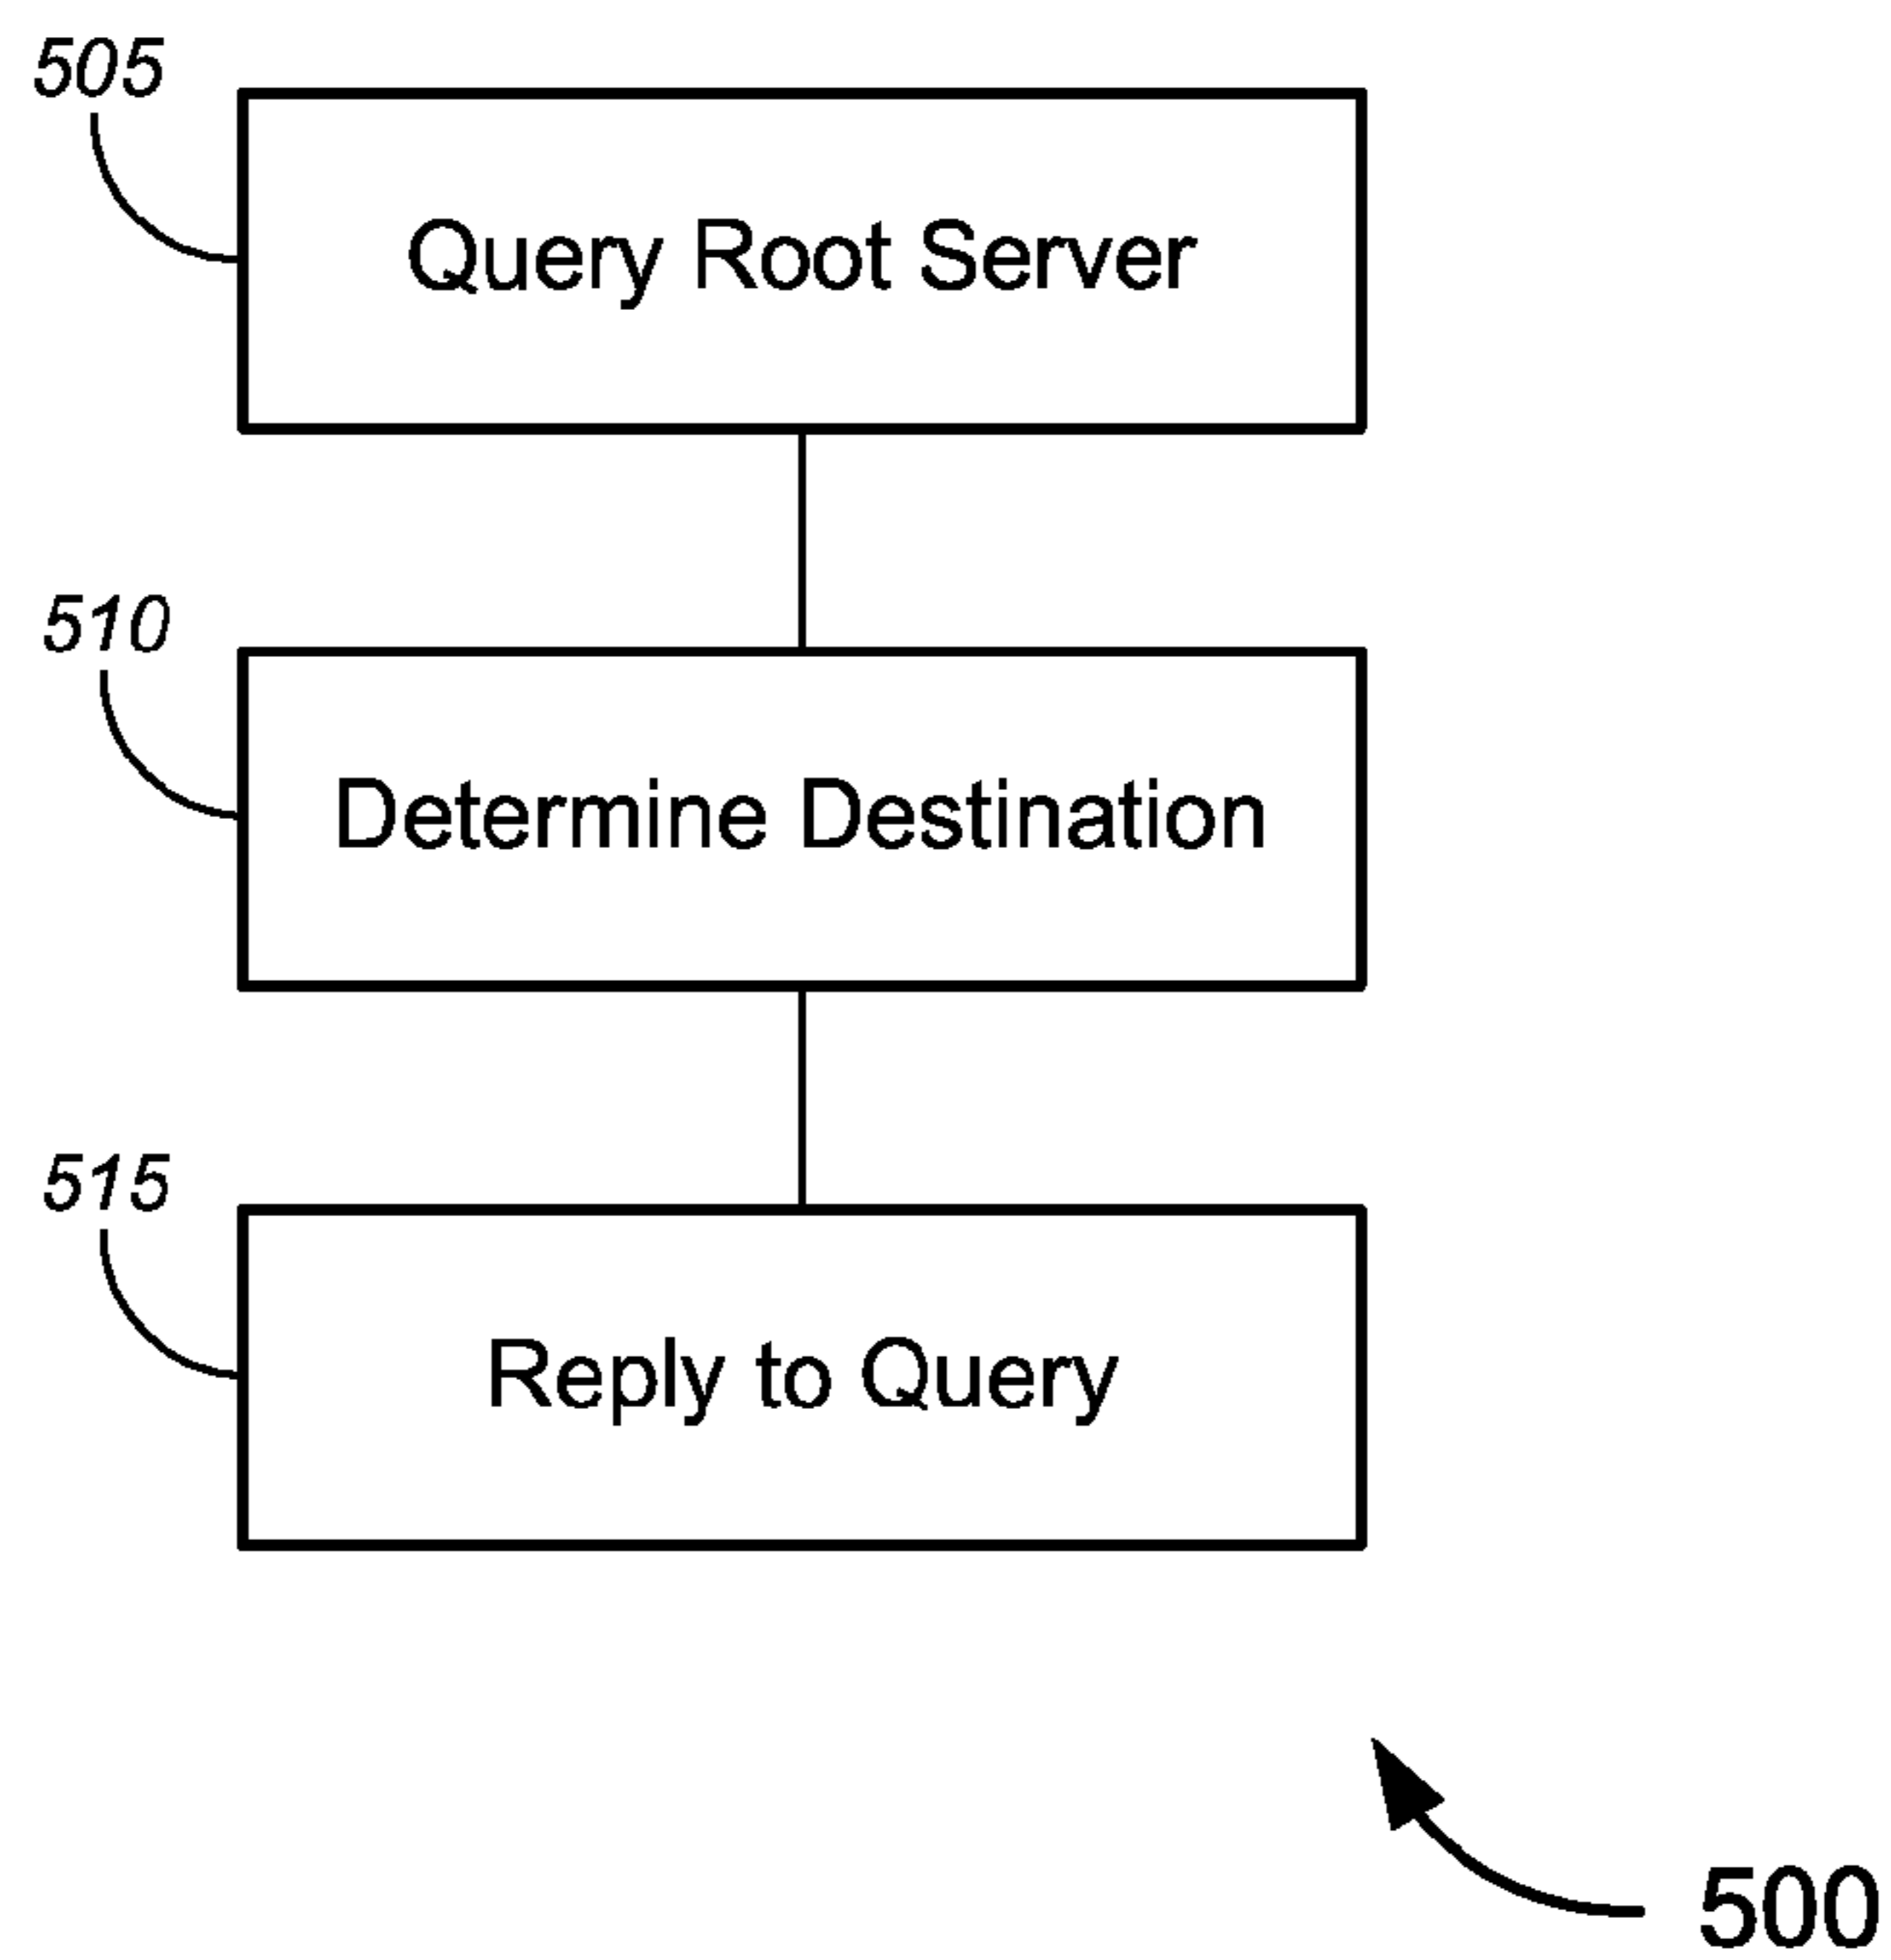 505
Query Root Server
510
Determine Destination
515
Reply to Query
500